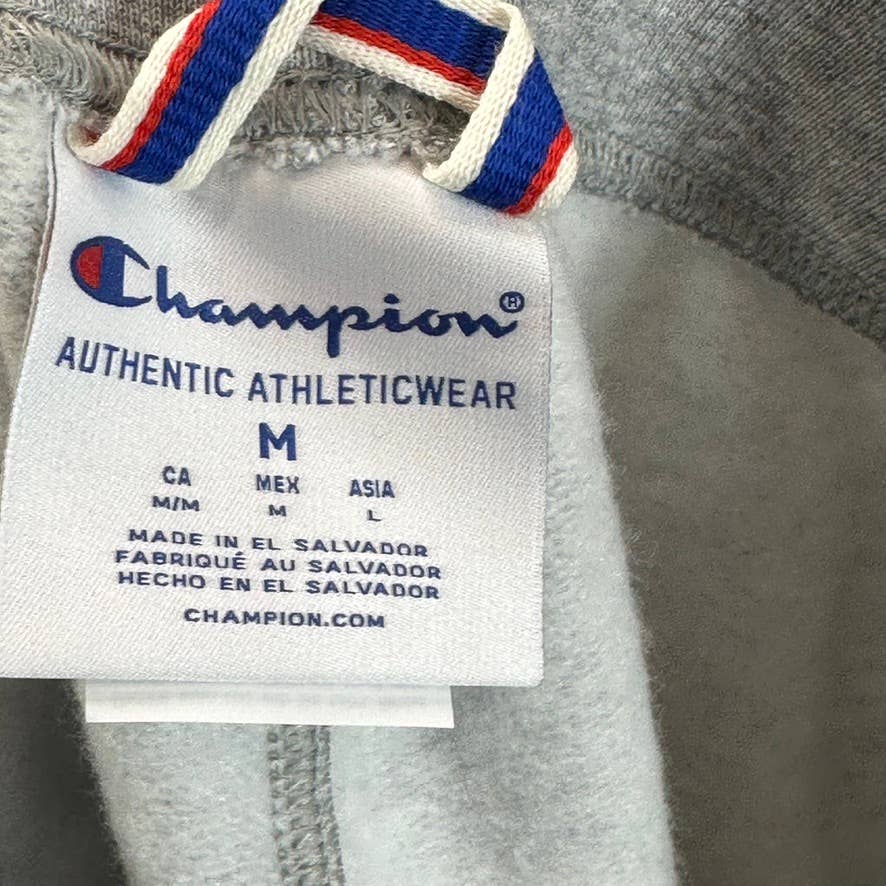 Champion®
AUTHENTIC ATHLETICWEAR
M
CA MEX ASIA
M/M M L
MADE IN EL SALVADOR
FABRIQUÉ AU SALVADOR
HECHO EN EL SALVADOR
CHAMPION.COM